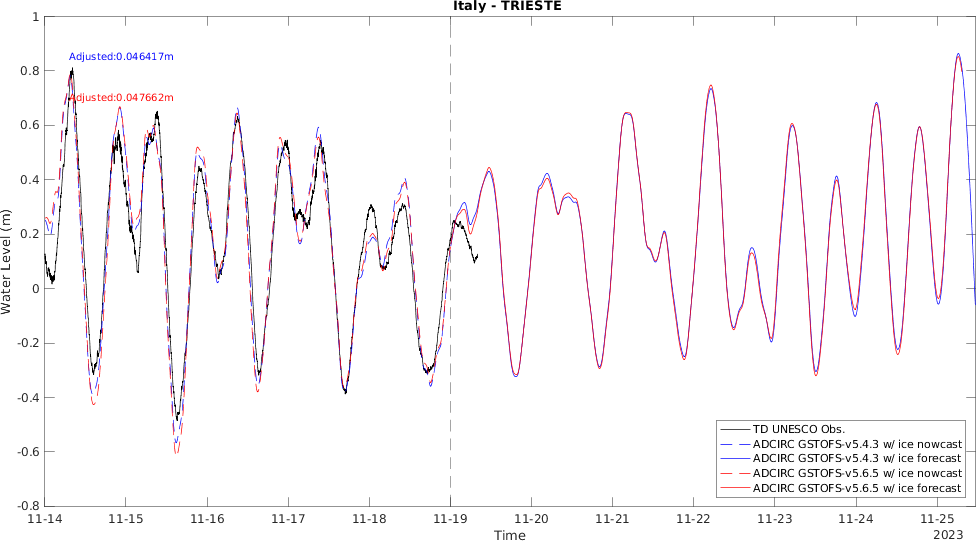 Italy - TRIESTE
1
0.8
0.6
0.4
0.2
0
-0.2
-0.4
-0.6
-0.8
Water Level (m)
Adjusted:0.046417m
Adjusted:0.047662m
TD UNESCO Obs.
ADCIRC GSTOFS-v5.4.3 w/ ice nowcast
ADCIRC GSTOFS-v5.4.3 w/ ice forecast
ADCIRC GSTOFS-v5.6.5 w/ ice nowcast
ADCIRC GSTOFS-v5.6.5 w/ ice forecast
11-14 11-15 11-16 11-17 11-18 11-19 11-20 11-21 11-22 11-23 11-24 11-25
Time
2023